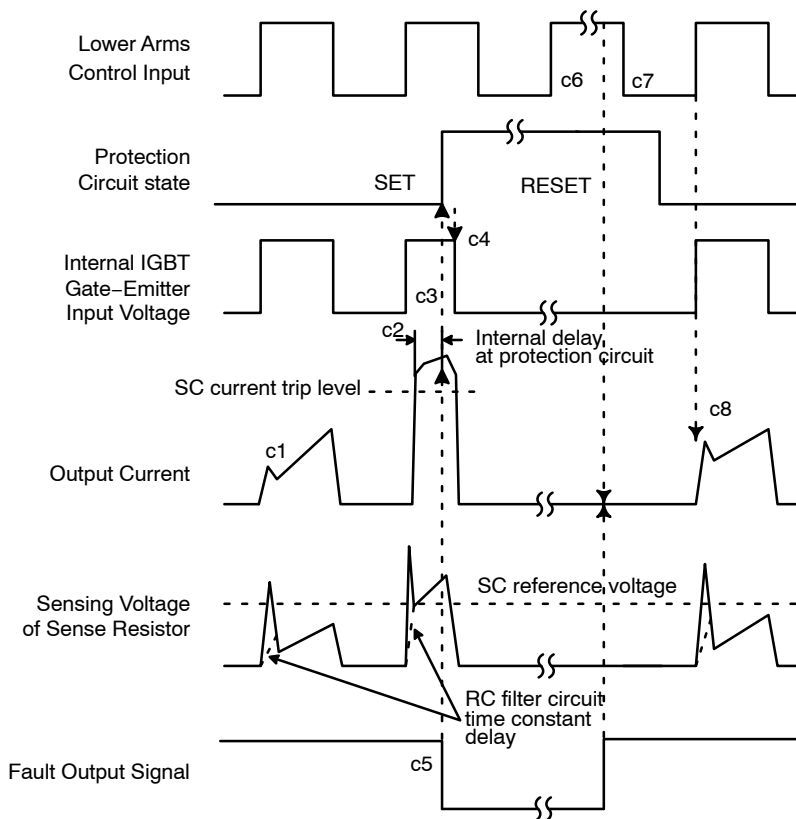 Lower Arms
Control Input
c6
c7
Protection
Circuit state
SET
RESET
c4
Internal IGBT
Gate−Emitter
Input Voltage
c3
c2
Internal delay
at protection circuit
SC current trip level
c8
c1
Output Current
SC reference voltage
Sensing Voltage
of Sense Resistor
RC filter circuit
time constant
delay
c5
Fault Output Signal